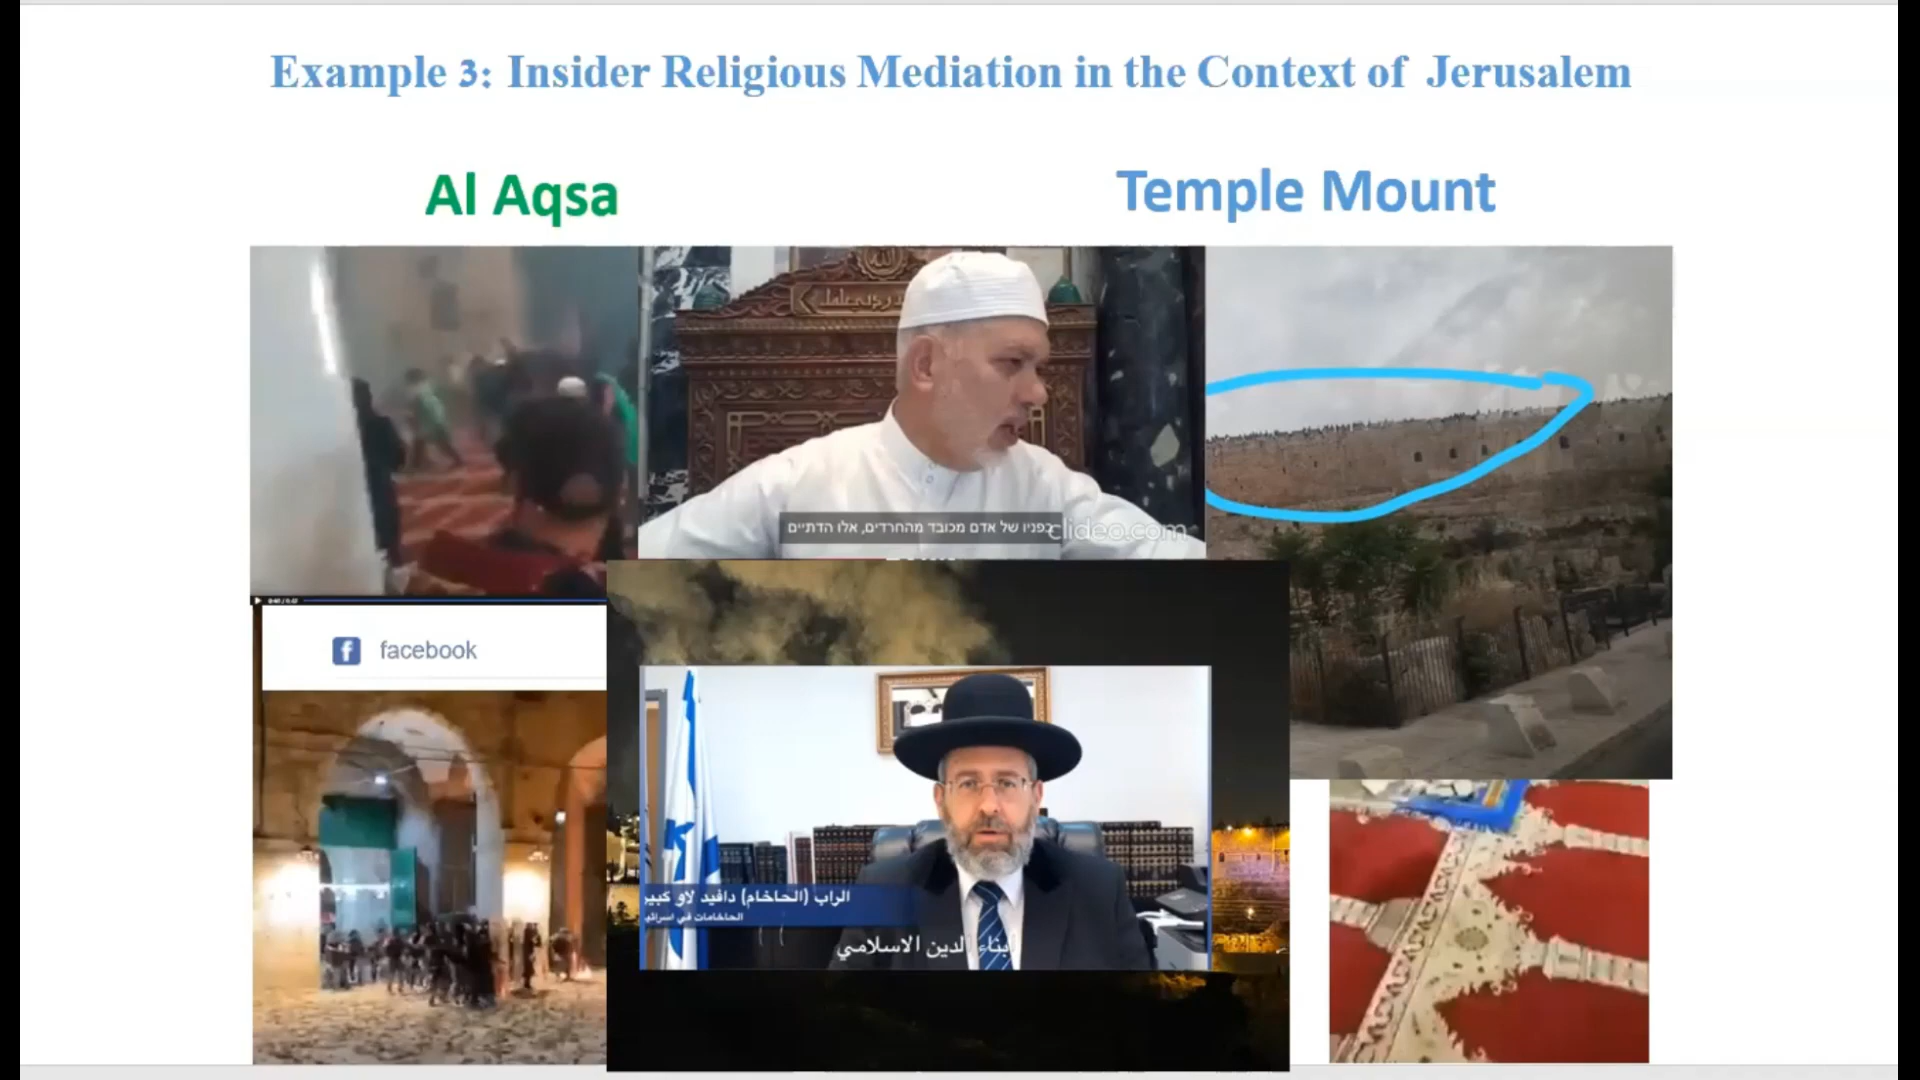 Example 3: Insider Religious Mediation in the Context of Jerusalem
Al Aqsa
Temple Mount
בפניו של אדם מכובד מהחרדים, אלו הדתיים
clideo.com
facebook
الراب (الحاخام) دافيد لاو كبير
الحاخامات في اسرائيل
أبناء الدين الاسلامي